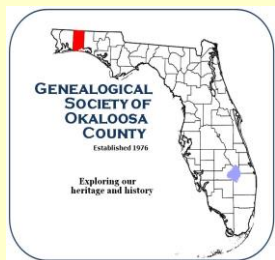 GENEALOGICAL
SOCIETY OF
OKALOOSA
COUNTY
Established 1976
Exploring our
heritage and history